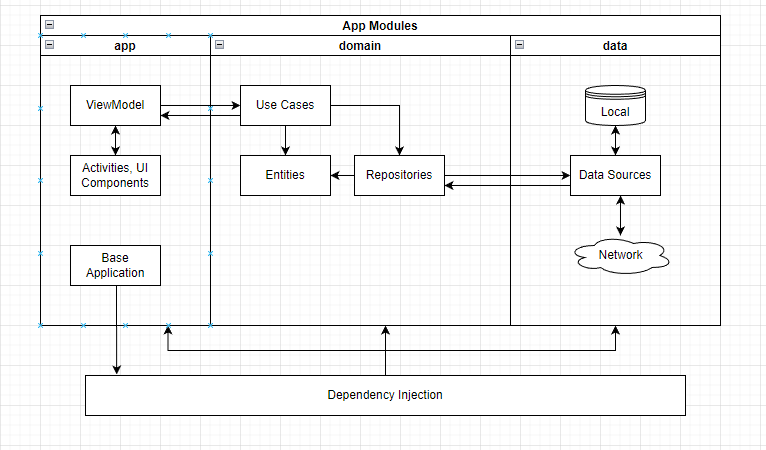 App Modules
app
domain
data
ViewModel
Use Cases
Local
Activities, UI
Components
Entities
Repositories
Data Sources
Base
Application
Network
Dependency Injection